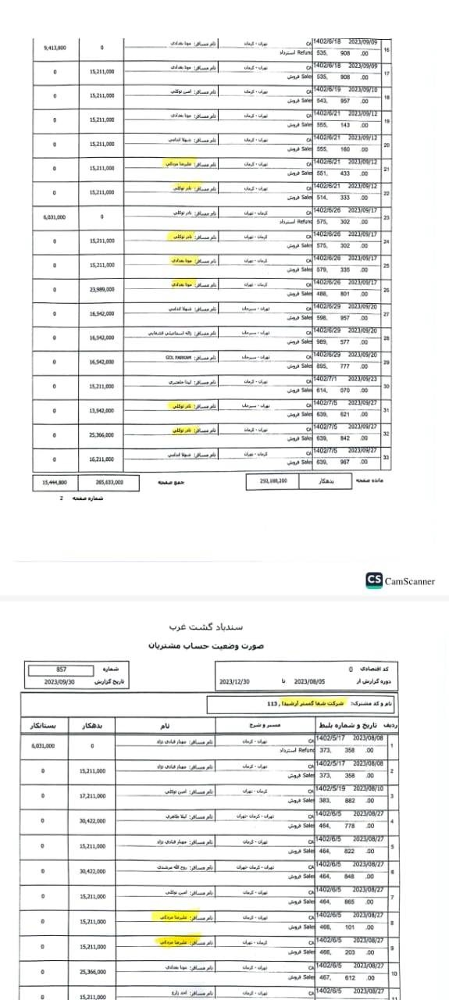 9,413,800 0 نام مسافر: مونا بغدادی تهران - کرمان CA 1402/6/18 2023/09/09 16
استرداد Refund 535, 908 .00
0 15,211,000 نام مسافر: مونا بغدادی تهران - کرمان CA 1402/6/18 2023/09/09 17
فروش Sales 535, 908 .00
0 15,211,000 نام مسافر: امین توکلی تهران - کرمان CA 1402/6/19 2023/09/10 18
فروش Sales 543, 957 .00
0 15,211,000 نام مسافر: مونا بغدادی تهران - کرمان CA 1402/6/21 2023/09/12 19
فروش Sales 555, 143 .00
0 15,211,000 نام مسافر: شهلا تهران - کرمان CA 1402/6/21 2023/09/12 20
فروش Sales 555, 160 .00
0 15,211,000 نام مسافر: علیرضا تهران - کرمان CA 1402/6/21 2023/09/12 21
فروش Sales 551, 433 .00
0 15,211,000 نام مسافر: نادر توکلی تهران - کرمان CA 1402/6/21 2023/09/12 22
فروش Sales 514, 333 .00
6,031,000 0 نام مسافر: نادر توکلی کرمان - تهران CA 1402/6/26 2023/09/17 23
استرداد Refund 575, 302 .00
0 15,211,000 نام مسافر: نادر توکلی کرمان - تهران CA 1402/6/26 2023/09/17 24
فروش Sales 575, 302 .00
0 15,211,000 نام مسافر: مونا بغدادی کرمان - تهران CA 1402/6/26 2023/09/17 25
فروش Sales 579, 335 .00
0 23,989,000 نام مسافر: مونا بغدادی کرمان - تهران CA 1402/6/26 2023/09/17 26
فروش Sales 488, 801 .00
0 16,542,000 نام مسافر: شهلا تهران - سیرجان CA 1402/6/29 2023/09/20 27
فروش Sales 598, 957 .00
0 16,542,000 نام مسافر: ژاله اسماعیلی تهران - سیرجان CA 1402/6/29 2023/09/20 28
فروش Sales 989, 577 .00
0 16,542,000 نام مسافر: GOL PARKAM تهران - سیرجان CA 1402/6/29 2023/09/20 29
فروش Sales 895, 777 .00
0 15,211,000 نام مسافر: لیدا تهران - کرمان CA 1402/7/1 2023/09/23 30
فروش Sales 614, 070 .00
0 13,942,000 نام مسافر: نادر توکلی تهران - سیرجان CA 1402/7/5 2023/09/27 31
فروش Sales 639, 621 .00
0 25,366,000 نام مسافر: نادر توکلی تهران - کرمان CA 1402/7/5 2023/09/27 32
فروش Sales 639, 842 .00
0 16,211,000 نام مسافر: شهلا کرمان - تهران CA 1402/7/5 2023/09/27 33
فروش Sales 639, 967 .00
15,444,800 265,633,000 جمع صفحه 250,188,200 بدهکار مانده صفحه
شماره صفحه 2
CS CamScanner
سندباد گشت غرب
صورت وضعیت حساب مشتریان
شماره 857 کد اقتصادی 0
تاریخ گزارش 2023/09/30 دوره گزارش از 2023/08/05 تا 2023/12/30
نام و کد مشترک: شرکت شفا گستر ارشیدا , 113
ردیف تاریخ و شماره بلیط مسیر و شرح نام بدهکار بستانکار
6,031,000 0 نام مسافر: مهیار قبادی نژاد تهران - کرمان CA 1402/5/17 2023/08/08 1
استرداد Refund 373, 358 .00
0 15,211,000 نام مسافر: مهیار قبادی نژاد تهران - کرمان CA 1402/5/17 2023/08/08 2
فروش Sales 373, 358 .00
0 17,211,000 نام مسافر: امین توکلی کرمان - تهران CA 1402/5/19 2023/08/10 3
فروش Sales 383, 882 .00
0 30,422,000 نام مسافر: لیلا طاهری تهران - کرمان -تهران CA 1402/6/5 2023/08/27 4
فروش Sales 464, 778 .00
0 15,211,000 نام مسافر: مهیار قبادی نژاد تهران - کرمان CA 1402/6/5 2023/08/27 5
فروش Sales 464, 822 .00
0 30,422,000 نام مسافر: روح الله مرشدی تهران - کرمان -تهران CA 1402/6/5 2023/08/27 6
فروش Sales 464, 848 .00
0 15,211,000 نام مسافر: امین توکلی تهران - کرمان CA 1402/6/5 2023/08/27 7
فروش Sales 464, 865 .00
0 15,211,000 نام مسافر: علیرضا تهران - کرمان CA 1402/6/5 2023/08/27 8
فروش Sales 466, 101 .00
0 15,211,000 نام مسافر: علیرضا کرمان - تهران CA 1402/6/5 2023/08/27 9
فروش Sales 466, 203 .00
0 25,366,000 نام مسافر: مونا بغدادی تهران - کرمان CA 1402/6/5 2023/08/27 10
فروش Sales 467, 612 .00
0 15,211,000 نام مسافر: احد زارع تهران - کرمان CA 1402/6/5 2023/08/27 11